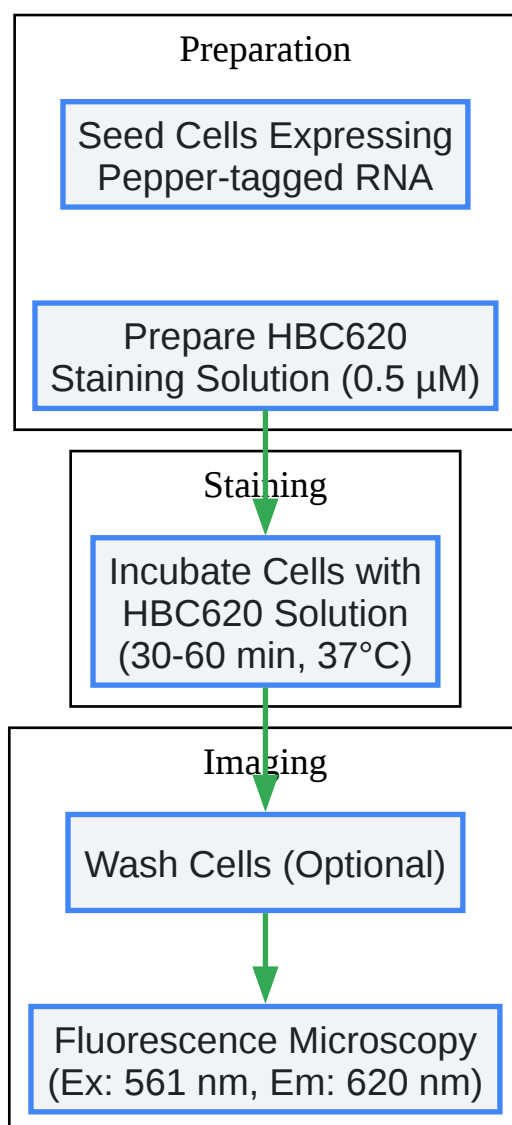 Preparation
Seed Cells Expressing
Pepper-tagged RNA
Prepare HBC620
Staining Solution (0.5 µM)
Staining
Incubate Cells with
HBC620 Solution
(30-60 min, 37°C)
Imaging
Wash Cells (Optional)
Fluorescence Microscopy
(Ex: 561 nm, Em: 620 nm)